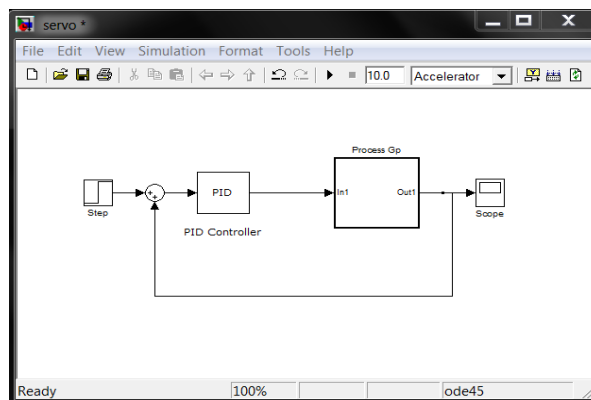 servo *
File Edit View Simulation Format Tools Help
10.0 Accelerator
Process Gp
PID
In1 Out1
Step
Scope
PID Controller
Ready 100% ode45